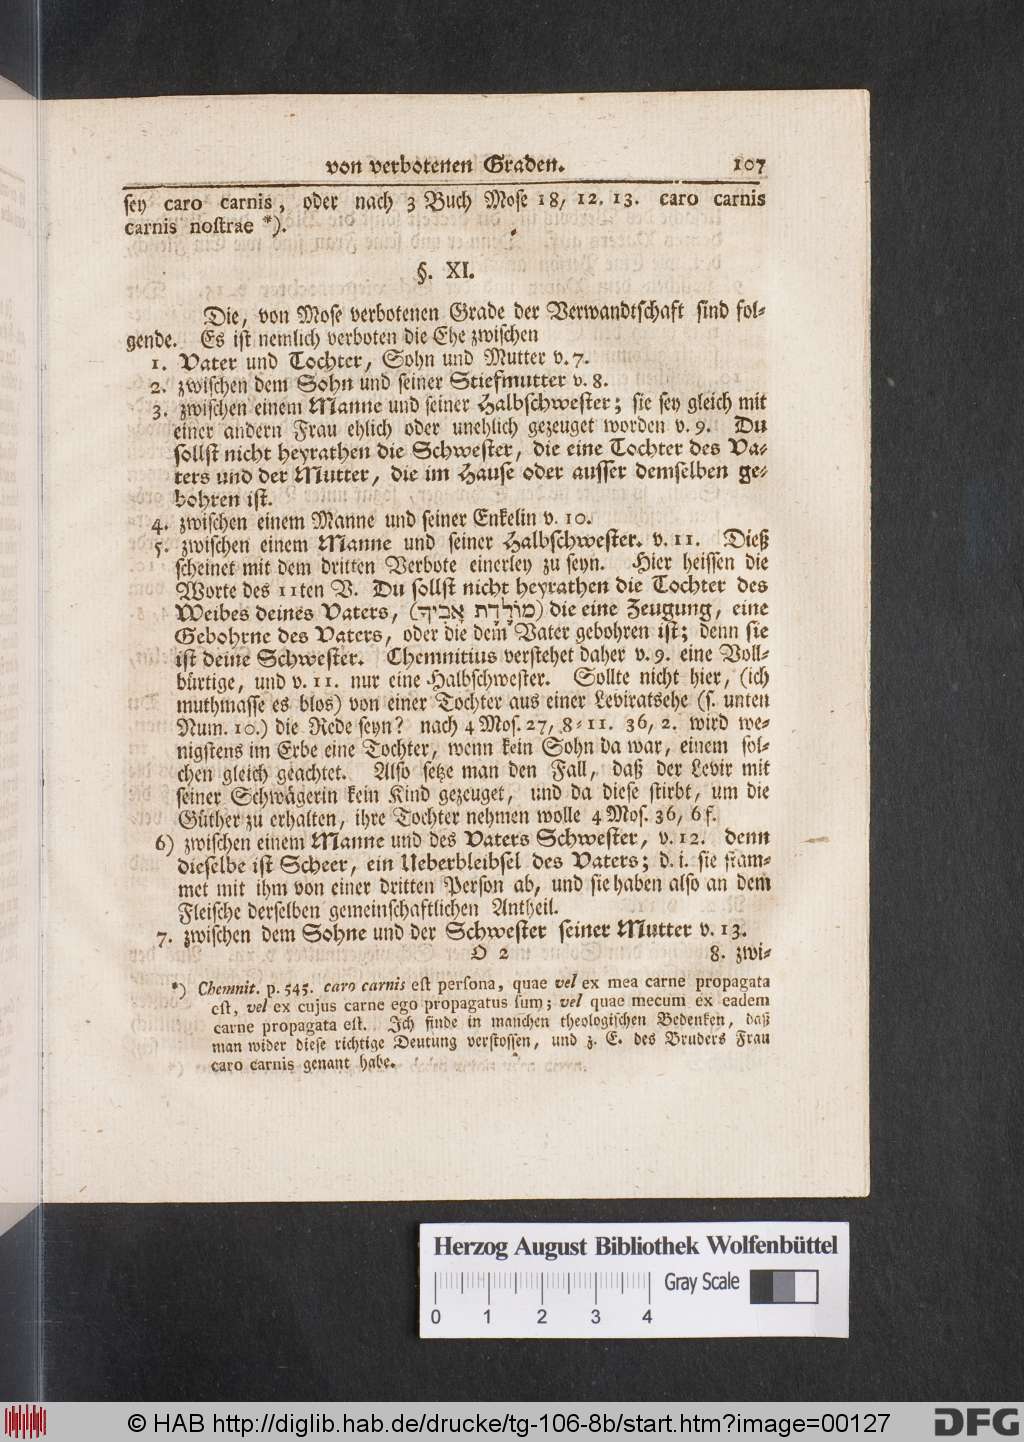 von verbotenen Graden. 107
sey caro carnis, oder nach 3 Buch Mose 18, 12. 13. caro carnis
carnis nostrae *).
§. XI.
Die, von Mose verbotenen Grade der Verwandtschaft sind fol-
gende. Es ist nemlich verboten die Ehe zwischen
1. Vater und Tochter, Sohn und Mutter v. 7.
2. zwischen dem Sohn und seiner Stiefmutter v. 8.
3. zwischen einem Manne und seiner Halbschwester; sie sey gleich mit
einer andern Frau ehlich oder unehlich gezeuget worden v. 9. Du
sollst nicht heyrathen die Schwester, die eine Tochter des Va-
ters und der Mutter, die im Hause oder ausser demselben ge-
bohren ist.
4. zwischen einem Manne und seiner Enkelin v. 10.
5. zwischen einem Manne und seiner Halbschwester. v. 11. Dieß
scheinet mit dem dritten Verbote einerley zu seyn. Hier heissen die
Worte des 11ten V. Du sollst nicht heyrathen die Tochter des
Weibes deines Vaters, (מוֹלֶדֶת אָבִיךָ) die eine Zeugung, eine
Gebohrne des Vaters, oder die dem Vater gebohren ist; denn sie
ist deine Schwester. Chemnitius verstehet daher v. 9. eine Voll-
bürtige, und v. 11. nur eine Halbschwester. Sollte nicht hier, (ich
muthmasse es blos) von einer Tochter aus einer Leviratsehe (s. unten
Num. 10.) die Rede seyn? nach 4 Mos. 27, 8-11. 36, 2. wird we-
nigstens im Erbe eine Tochter, wenn kein Sohn da war, einem sol-
chen gleich geachtet. Also setze man den Fall, daß der Levir mit
seiner Schwägerin kein Kind gezeuget, und da diese stirbt, um die
Güther zu erhalten, ihre Tochter nehmen wolle 4 Mos. 36, 6 f.
6) zwischen einem Manne und des Vaters Schwester, v. 12. denn
dieselbe ist Scheer, ein Ueberbleibsel des Vaters; d. i. sie stam-
met mit ihm von einer dritten Person ab, und sie haben also an dem
Fleische derselben gemeinschaftlichen Antheil.
7. zwischen dem Sohne und der Schwester seiner Mutter v. 13.
O 2 8. zwi-
*) Chemnit. p. 545. caro carnis est persona, quae vel ex mea carne propagata
est, vel ex cujus carne ego propagatus sum; vel quae mecum ex eadem
carne propagata est. Ich finde in manchen theologischen Bedenken, daß
man wider diese richtige Deutung verstossen, und z. E. des Bruders Frau
caro carnis genant habe.
Herzog August Bibliothek Wolfenbüttel
Gray Scale
0 1 2 3 4
© HAB http://diglib.hab.de/drucke/tg-106-8b/start.htm?image=00127
DFG